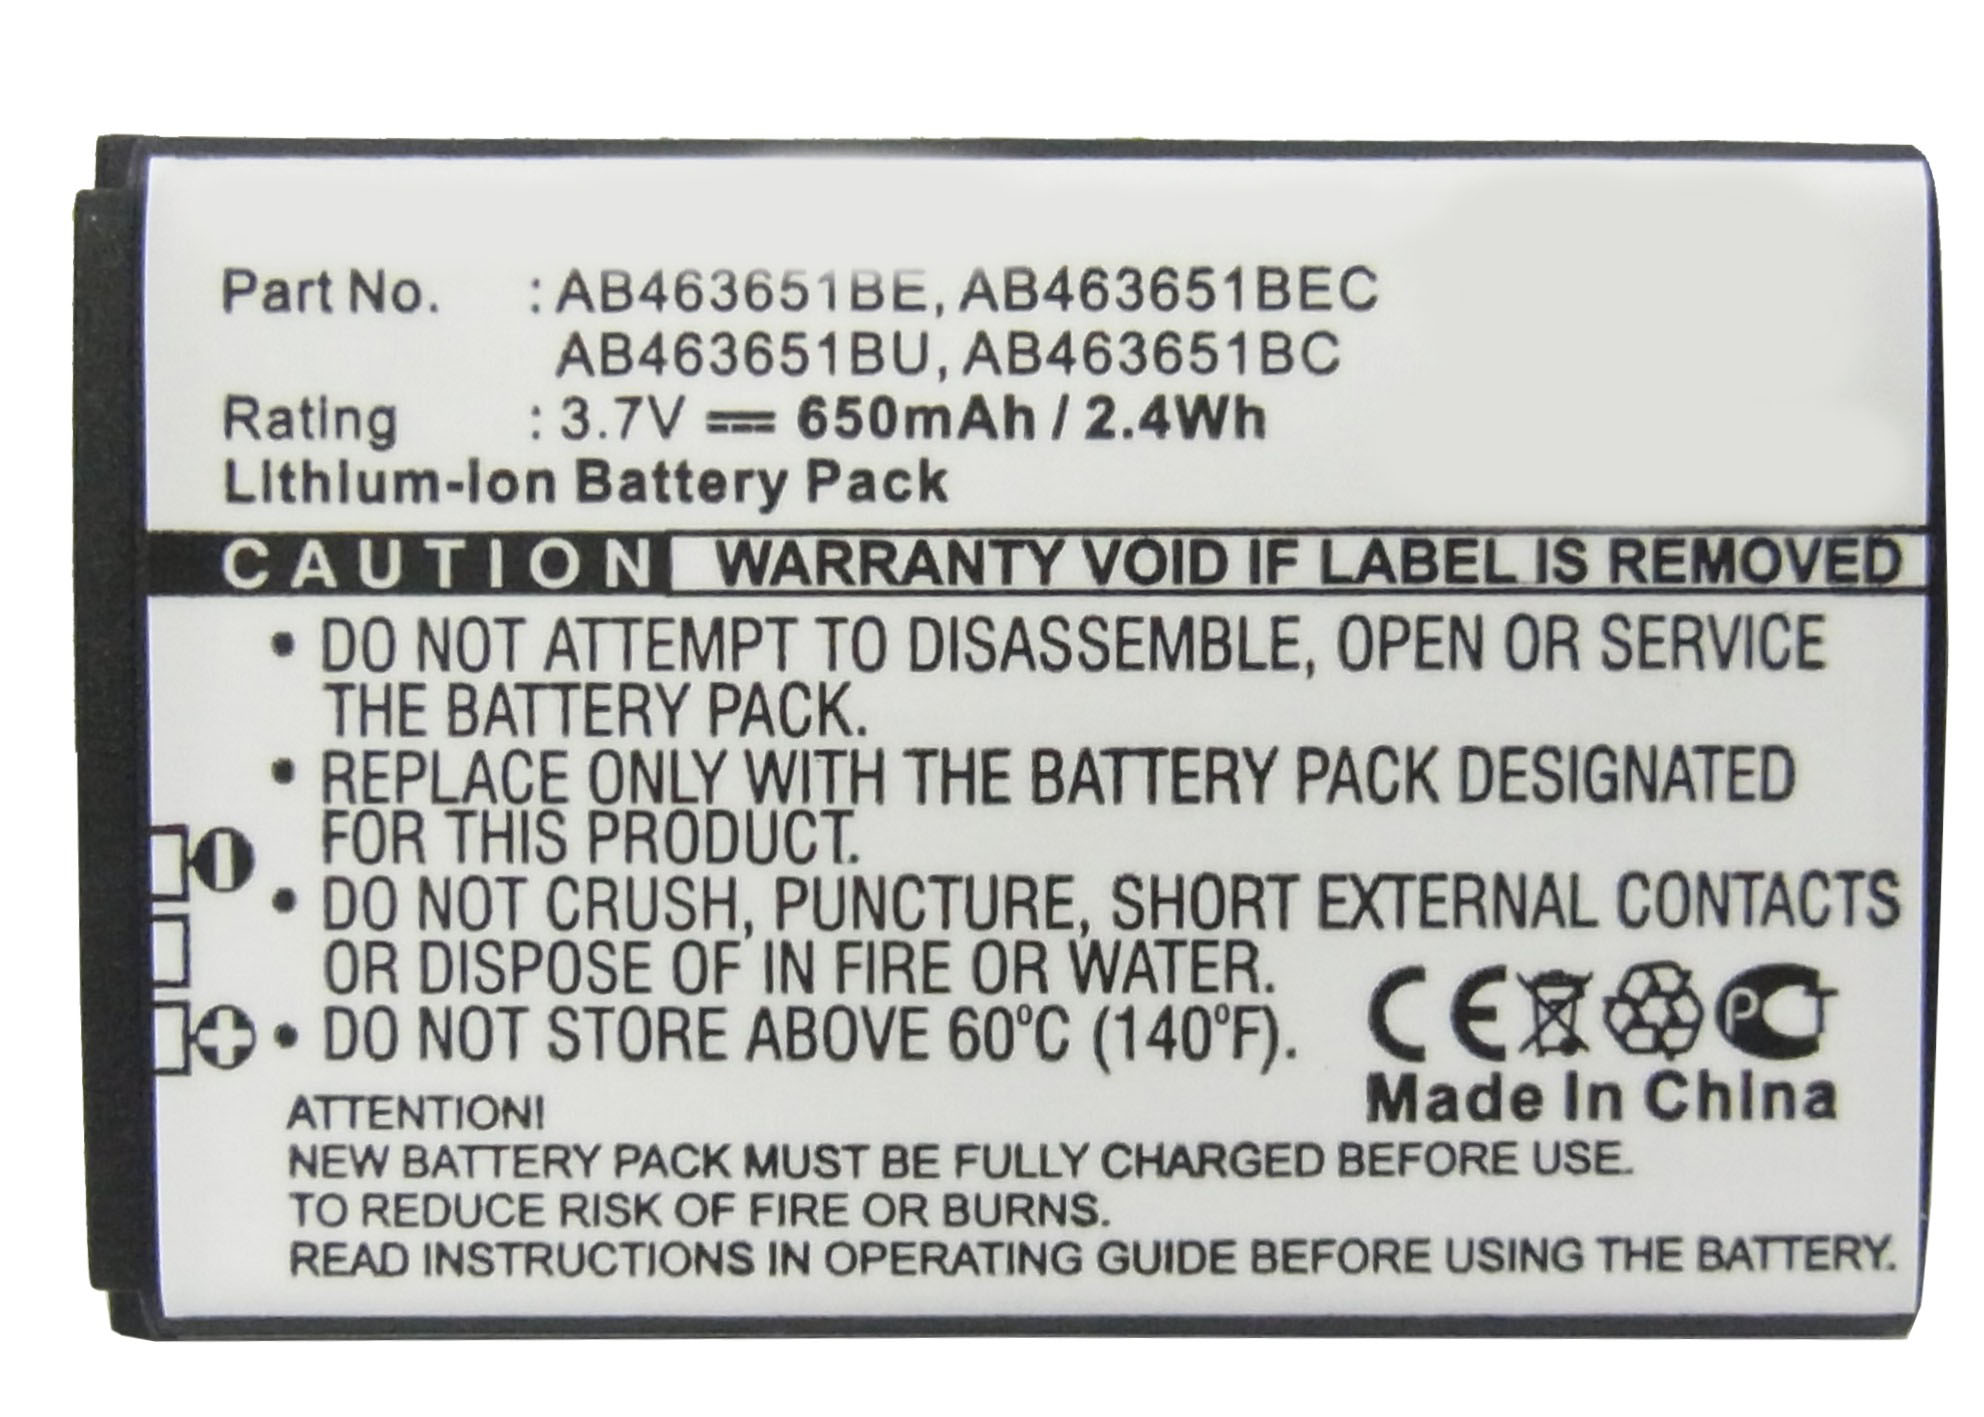 Part No. : AB463651BE, AB463651BEC
AB463651BU, AB463651BC
Rating : 3.7V 650mAh / 2.4Wh
Lithium-Ion Battery Pack
CAUTION WARRANTY VOID IF LABEL IS REMOVED
• DO NOT ATTEMPT TO DISASSEMBLE, OPEN OR SERVICE
THE BATTERY PACK.
• REPLACE ONLY WITH THE BATTERY PACK DESIGNATED
FOR THIS PRODUCT.
• DO NOT CRUSH, PUNCTURE, SHORT EXTERNAL CONTACTS
OR DISPOSE OF IN FIRE OR WATER.
• DO NOT STORE ABOVE 60°C (140°F).
CE PCT
Made In China
ATTENTION!
NEW BATTERY PACK MUST BE FULLY CHARGED BEFORE USE.
TO REDUCE RISK OF FIRE OR BURNS.
READ INSTRUCTIONS IN OPERATING GUIDE BEFORE USING THE BATTERY.